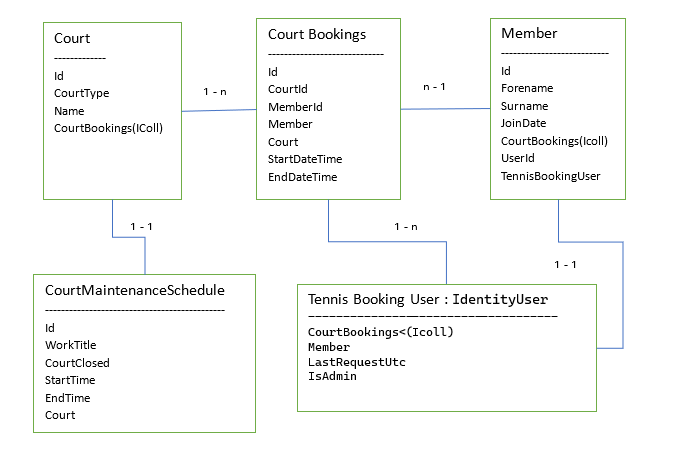 Court
-------------
Id
CourtType
Name
CourtBookings(IColl)
1 - n
Court Bookings
-----------------------------
Id
CourtId
MemberId
Member
Court
StartDateTime
EndDateTime
n - 1
Member
---------------------------
Id
Forename
Surname
JoinDate
CourtBookings(Icoll)
UserId
TennisBookingUser
1 - 1
1 - n
1 - 1
CourtMaintenanceSchedule
---------------------------------------------
Id
WorkTitle
CourtClosed
StartTime
EndTime
Court
Tennis Booking User : IdentityUser
------------------------------------
CourtBookings<(Icoll)
Member
LastRequestUtc
IsAdmin